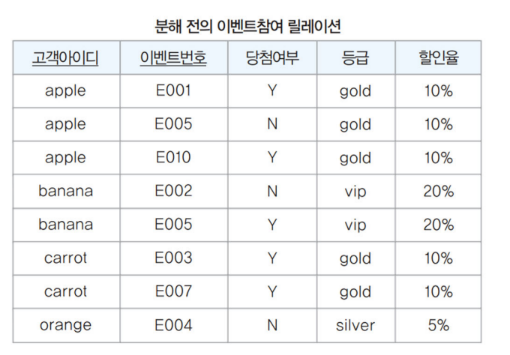 분해 전의 이벤트참여 릴레이션
고객아이디 이벤트번호 당첨여부 등급 할인율
apple E001 Y gold 10%
apple E005 N gold 10%
apple E010 Y gold 10%
banana E002 N vip 20%
banana E005 Y vip 20%
carrot E003 Y gold 10%
carrot E007 Y gold 10%
orange E004 N silver 5%